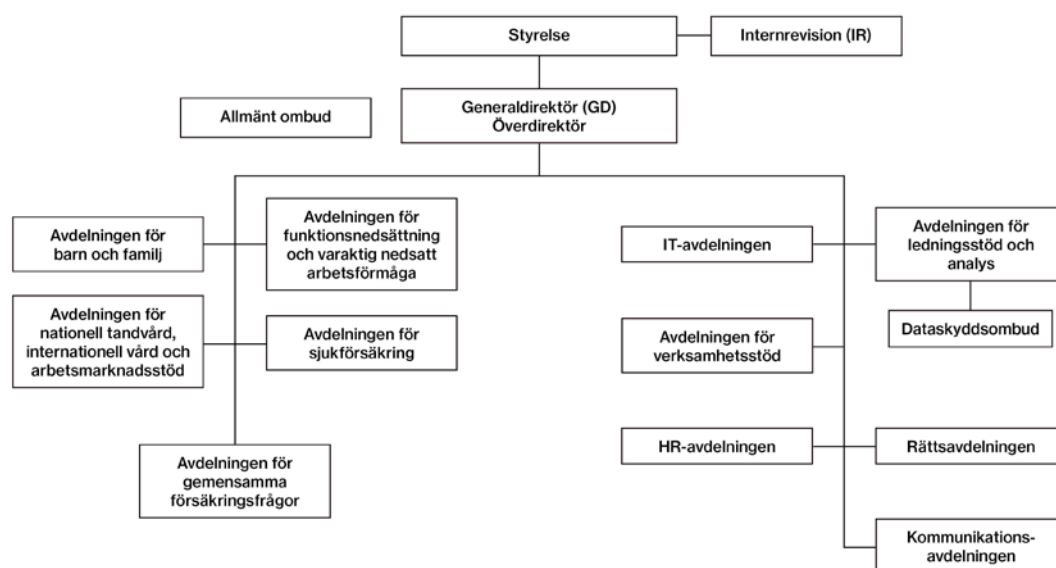 Styrelse
Internrevision (IR)
Allmänt ombud
Generaldirektör (GD)
Överdirektör
Avdelningen för
barn och familj
Avdelningen för
funktionsnedsättning
och varaktig nedsatt
arbetsförmåga
Avdelningen för
nationell tandvård,
internationell vård och
arbetsmarknadsstöd
Avdelningen för
sjukförsäkring
Avdelningen för
gemensamma
försäkringsfrågor
IT-avdelningen
Avdelningen för
ledningsstöd och
analys
Dataskyddsombud
Avdelningen för
verksamhetsstöd
HR-avdelningen
Rättsavdelningen
Kommunikations-
avdelningen